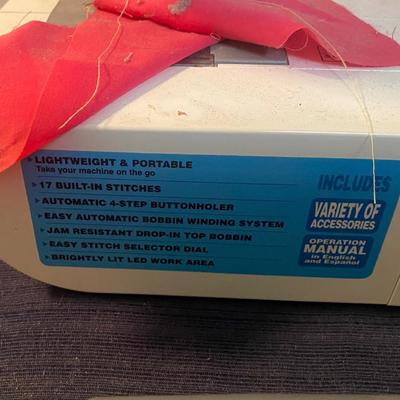 LIGHTWEIGHT & PORTABLE
Take your machine on the go
17 BUILT-IN STITCHES
AUTOMATIC 4-STEP BUTTONHOLER
EASY AUTOMATIC BOBBIN WINDING SYSTEM
JAM RESISTANT DROP-IN TOP BOBBIN
EASY STITCH SELECTOR DIAL
BRIGHTLY LIT LED WORK AREA
INCLUDES
VARIETY OF
ACCESSORIES
OPERATION
MANUAL
in English
and Español